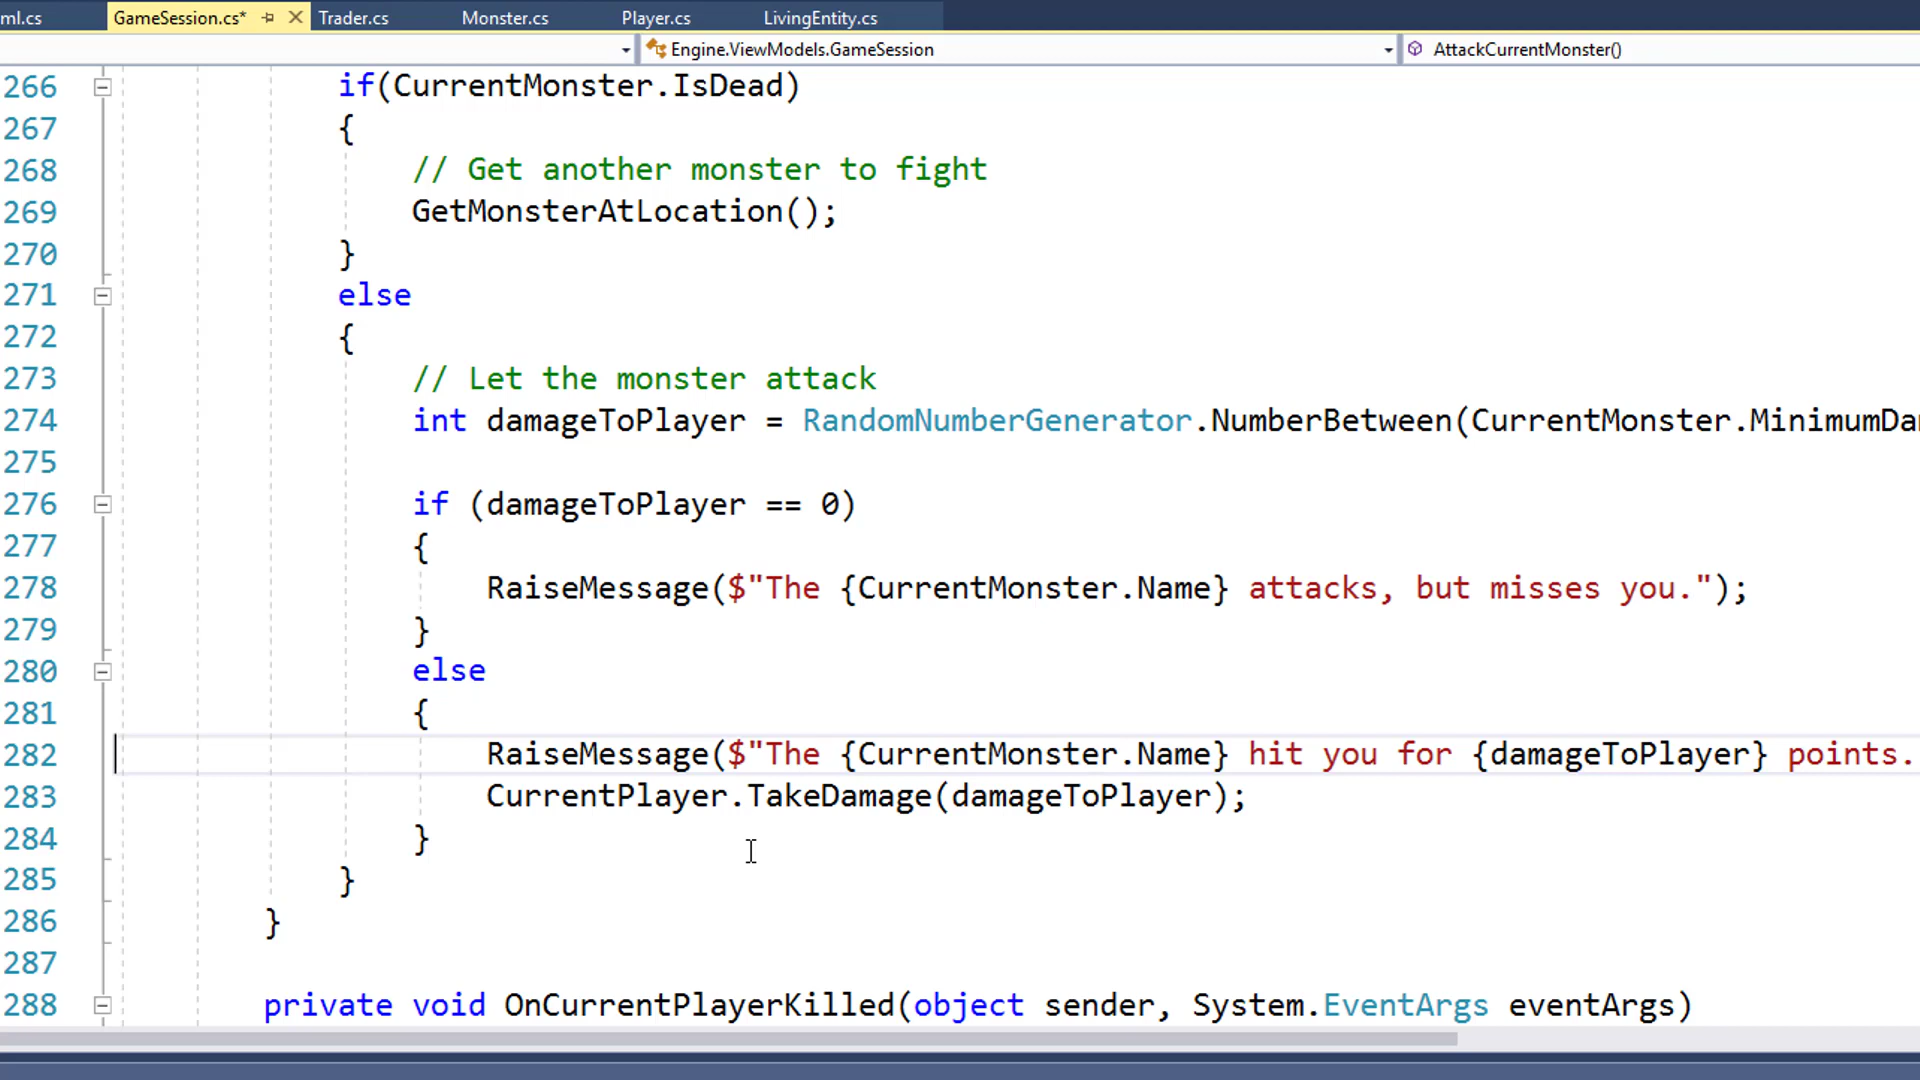 ml.cs GameSession.cs* Trader.cs Monster.cs Player.cs LivingEntity.cs
Engine.ViewModels.GameSession AttackCurrentMonster()
266 if(CurrentMonster.IsDead)
267 {
268 // Get another monster to fight
269 GetMonsterAtLocation();
270 }
271 else
272 {
273 // Let the monster attack
274 int damageToPlayer = RandomNumberGenerator.NumberBetween(CurrentMonster.MinimumDa
275
276 if (damageToPlayer == 0)
277 {
278 RaiseMessage($"The {CurrentMonster.Name} attacks, but misses you.");
279 }
280 else
281 {
282 RaiseMessage($"The {CurrentMonster.Name} hit you for {damageToPlayer} points.
283 CurrentPlayer.TakeDamage(damageToPlayer);
284 }
285 }
286 }
287
288 private void OnCurrentPlayerKilled(object sender, System.EventArgs eventArgs)